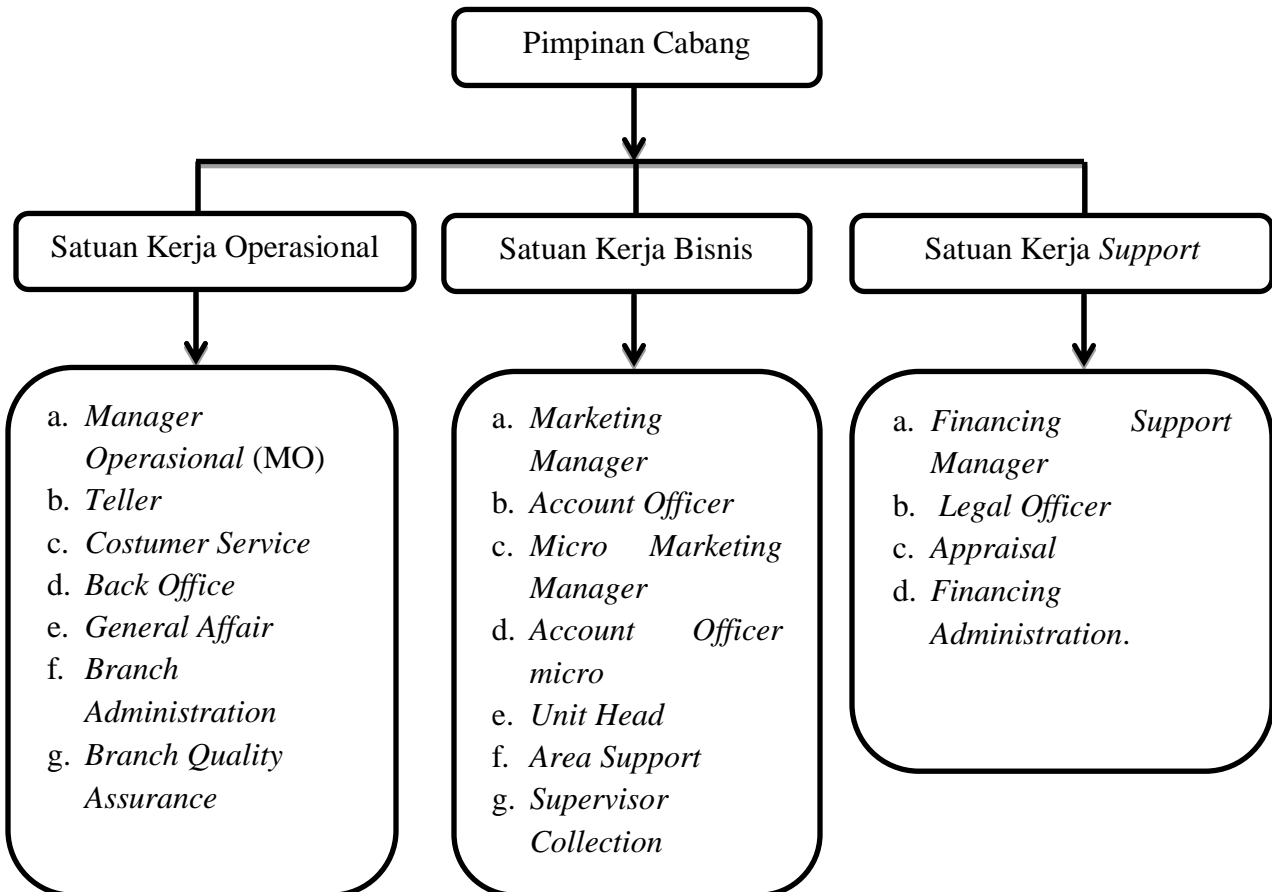 Pimpinan Cabang
Satuan Kerja Operasional
Satuan Kerja Bisnis
Satuan Kerja Support
a. Manager
Operasional (MO)
b. Teller
c. Costumer Service
d. Back Office
e. General Affair
f. Branch
Administration
g. Branch Quality
Assurance
a. Marketing
Manager
b. Account Officer
c. Micro Marketing
Manager
d. Account Officer
micro
e. Unit Head
f. Area Support
g. Supervisor
Collection
a. Financing Support
Manager
b. Legal Officer
c. Appraisal
d. Financing
Administration.